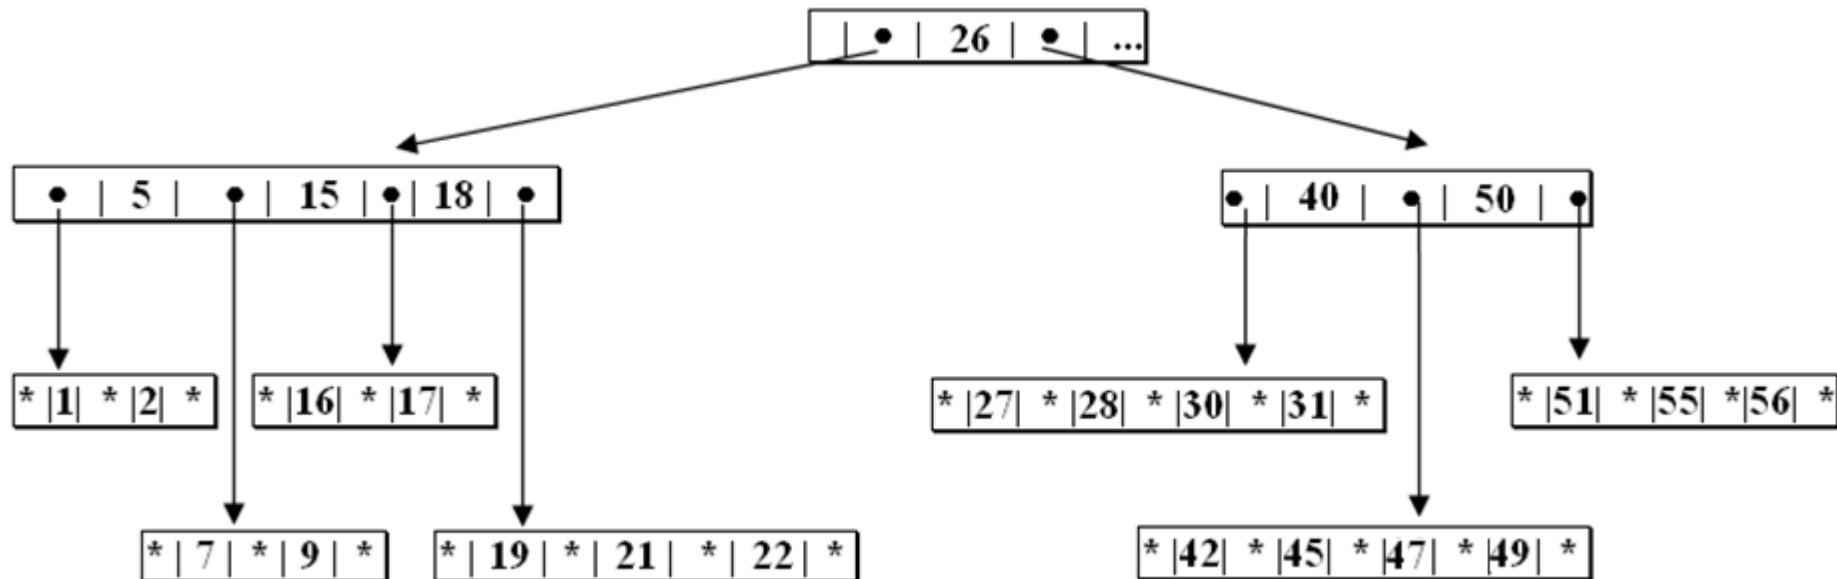 | | 26 | | ...
| 5 | | 15 | | 18 |
| 40 | | 50 |
* |1| * |2| *
* |16| * |17| *
* |27| * |28| * |30| * |31| *
* |51| * |55| *|56| *
* | 7 | * | 9 | *
* | 19 | * | 21 | * | 22 | *
* |42| * |45| * |47| * |49| *